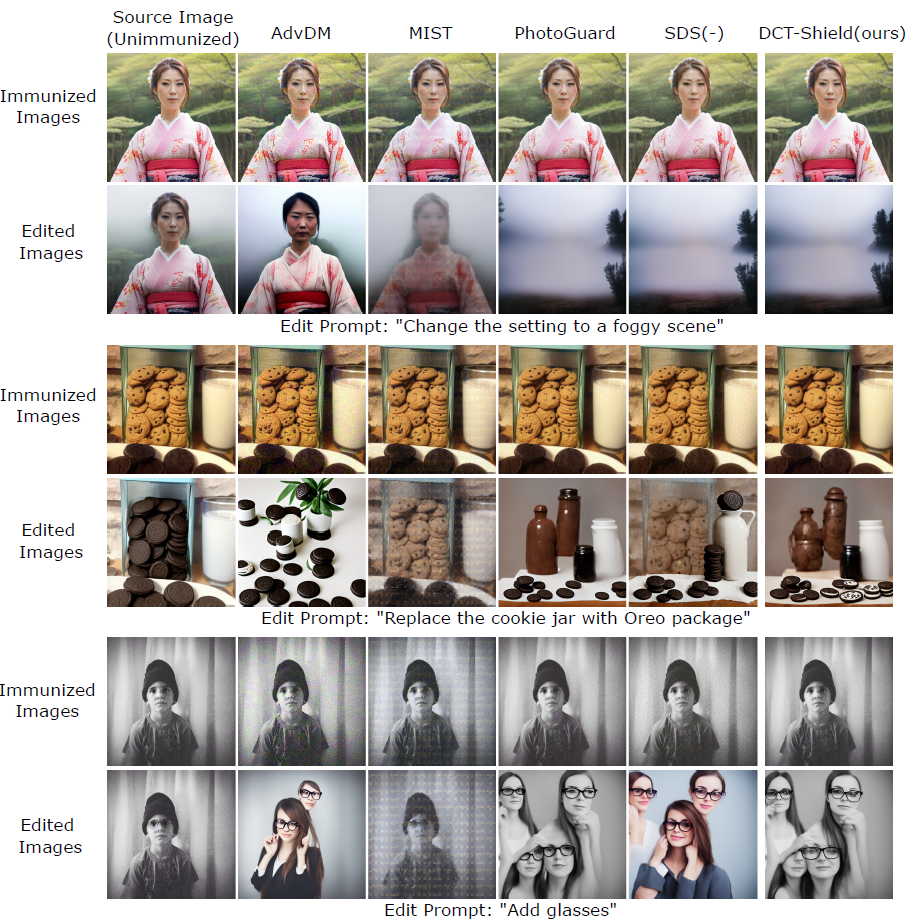 Source Image
(Unimmunized)
AdvDM
MIST
PhotoGuard
SDS(-)
DCT-Shield(ours)
Immunized
Images
Edited
Images
Edit Prompt: "Change the setting to a foggy scene"
Immunized
Images
Edited
Images
Edit Prompt: "Replace the cookie jar with Oreo package"
Immunized
Images
Edited
Images
Edit Prompt: "Add glasses"